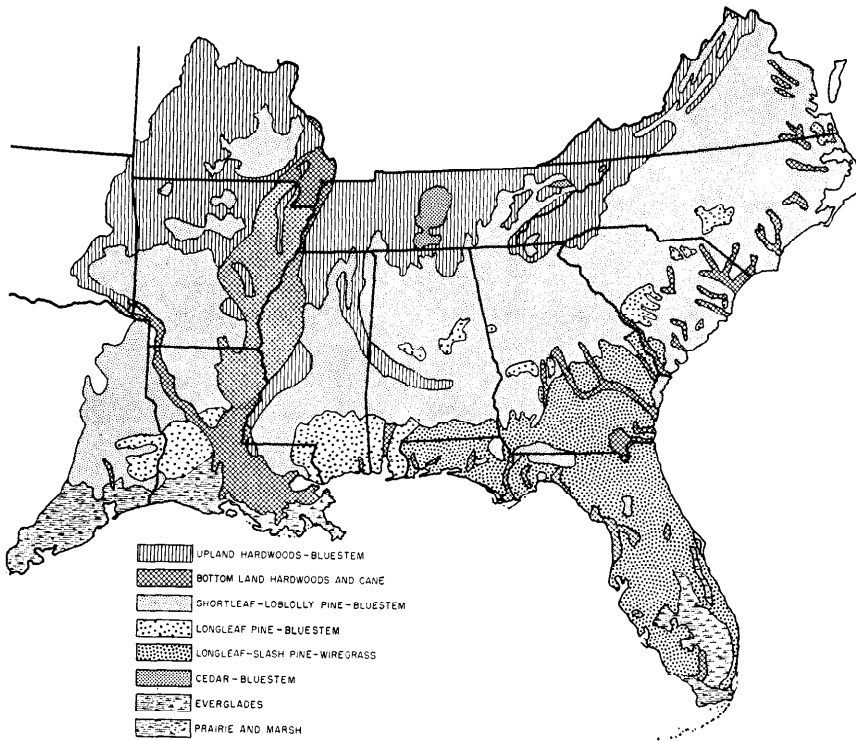 UPLAND HARDWOODS-BLUESTEM
BOTTOM LAND HARDWOODS AND CANE
SHORTLEAF-LOBLOLLY PINE-BLUESTEM
LONGLEAF PINE-BLUESTEM
LONGLEAF-SLASH PINE-WIREGRASS
CEDAR-BLUESTEM
EVERGLADES
PRAIRIE AND MARSH